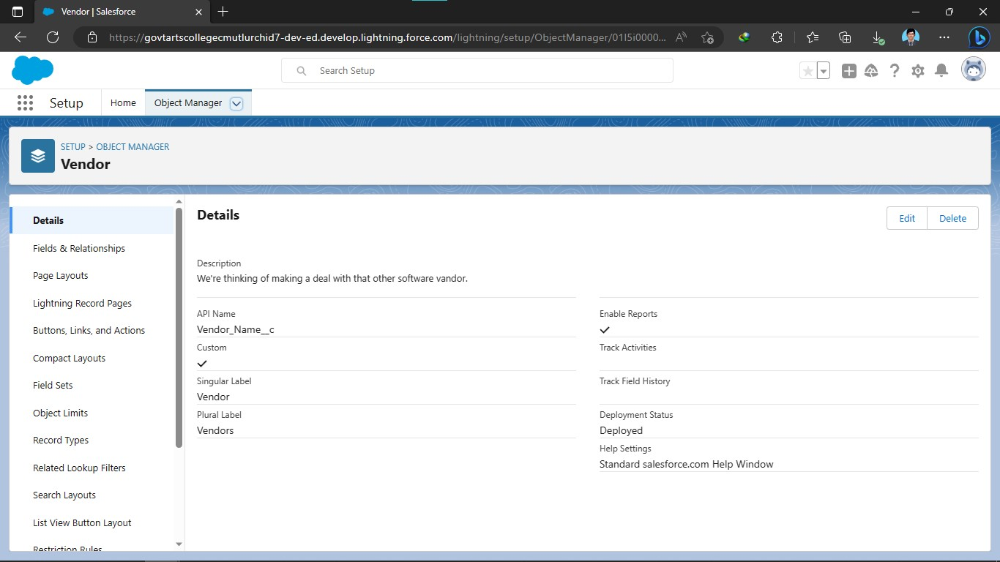 Vendor | Salesforce
https://govtartscollegecmutlurchid7-dev-ed.develop.lightning.force.com/lightning/setup/ObjectManager/01I5i0000...
Search Setup
Setup
Home
Object Manager
SETUP > OBJECT MANAGER
Vendor
Details
Fields & Relationships
Page Layouts
Lightning Record Pages
Buttons, Links, and Actions
Compact Layouts
Field Sets
Object Limits
Record Types
Related Lookup Filters
Search Layouts
List View Button Layout
Restriction Rules
Details
Edit
Delete
Description
We're thinking of making a deal with that other software vandor.
API Name
Vendor_Name__c
Custom
Singular Label
Vendor
Plural Label
Vendors
Enable Reports
Track Activities
Track Field History
Deployment Status
Deployed
Help Settings
Standard salesforce.com Help Window